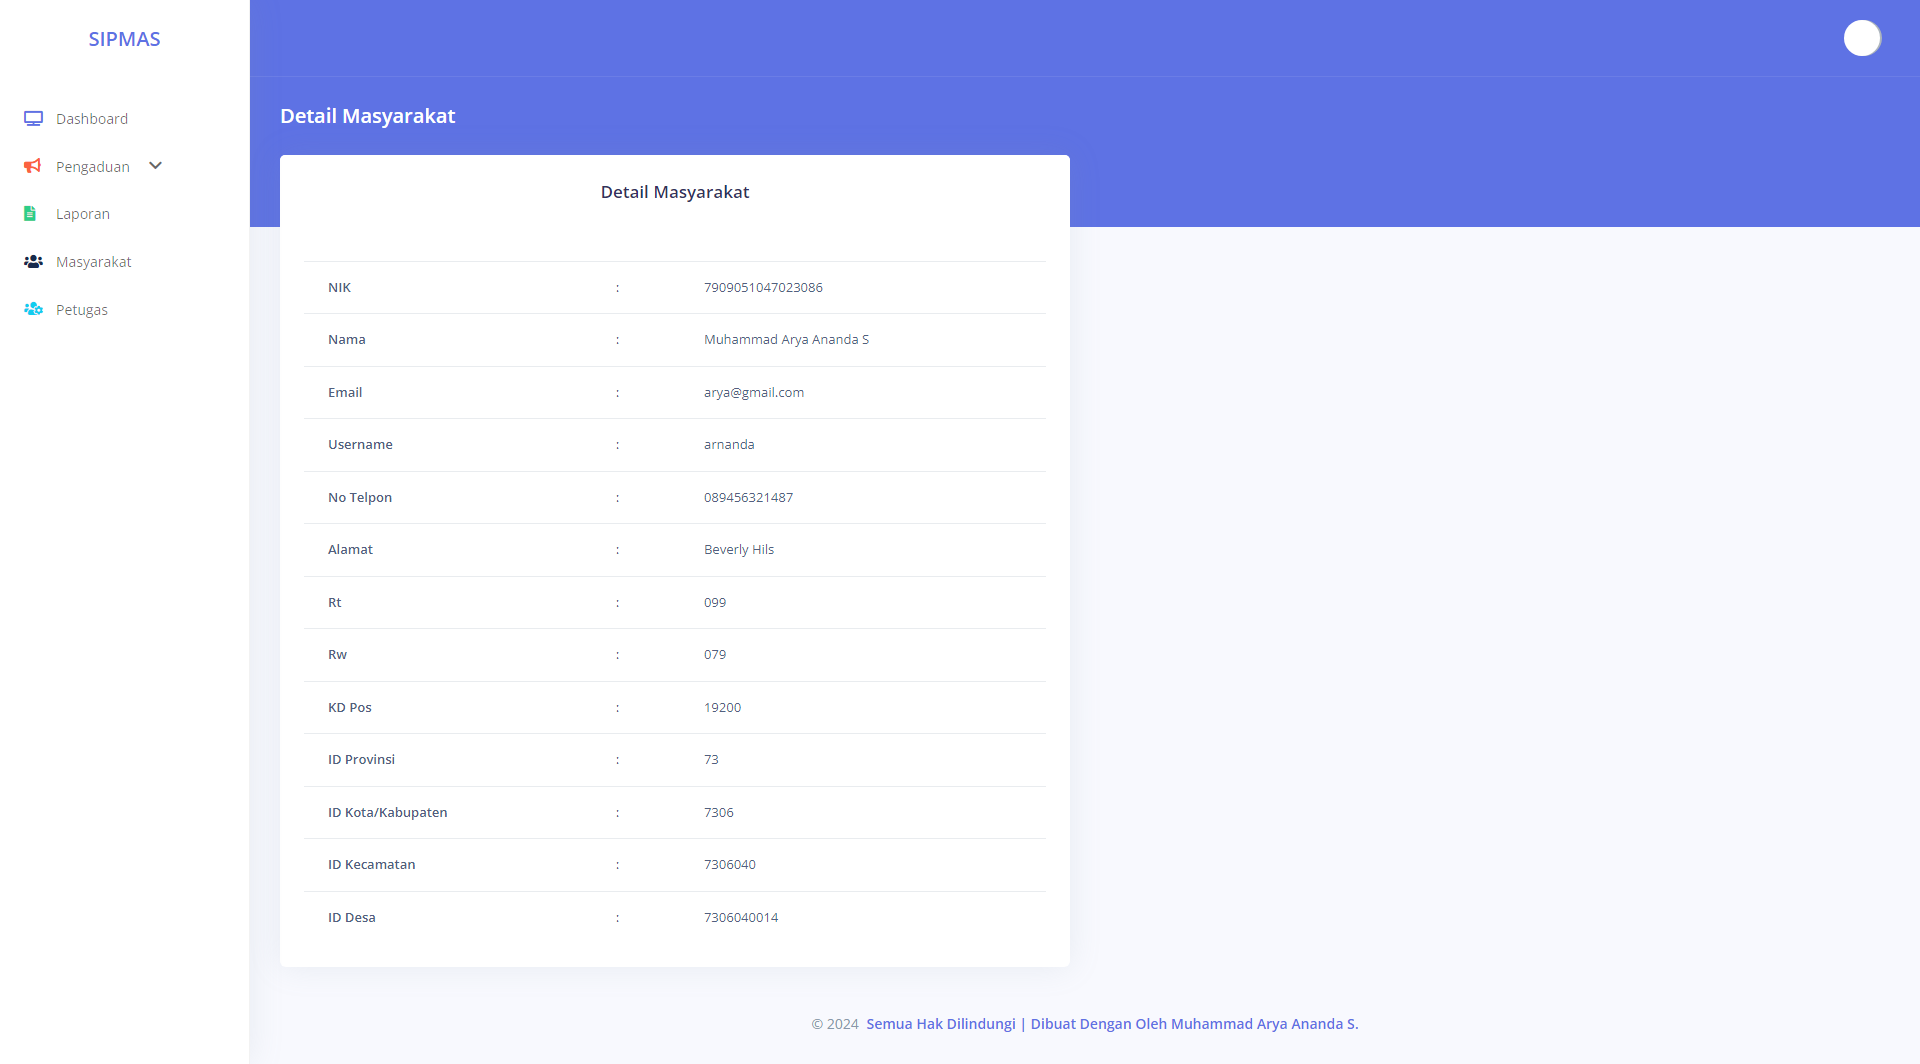 SIPMAS
Dashboard
Pengaduan
Laporan
Masyarakat
Petugas
Detail Masyarakat
Detail Masyarakat
NIK : 7909051047023086
Nama : Muhammad Arya Ananda S
Email : arya@gmail.com
Username : arnanda
No Telpon : 089456321487
Alamat : Beverly Hils
Rt : 099
Rw : 079
KD Pos : 19200
ID Provinsi : 73
ID Kota/Kabupaten : 7306
ID Kecamatan : 7306040
ID Desa : 7306040014
© 2024 Semua Hak Dilindungi | Dibuat Dengan Oleh Muhammad Arya Ananda S.